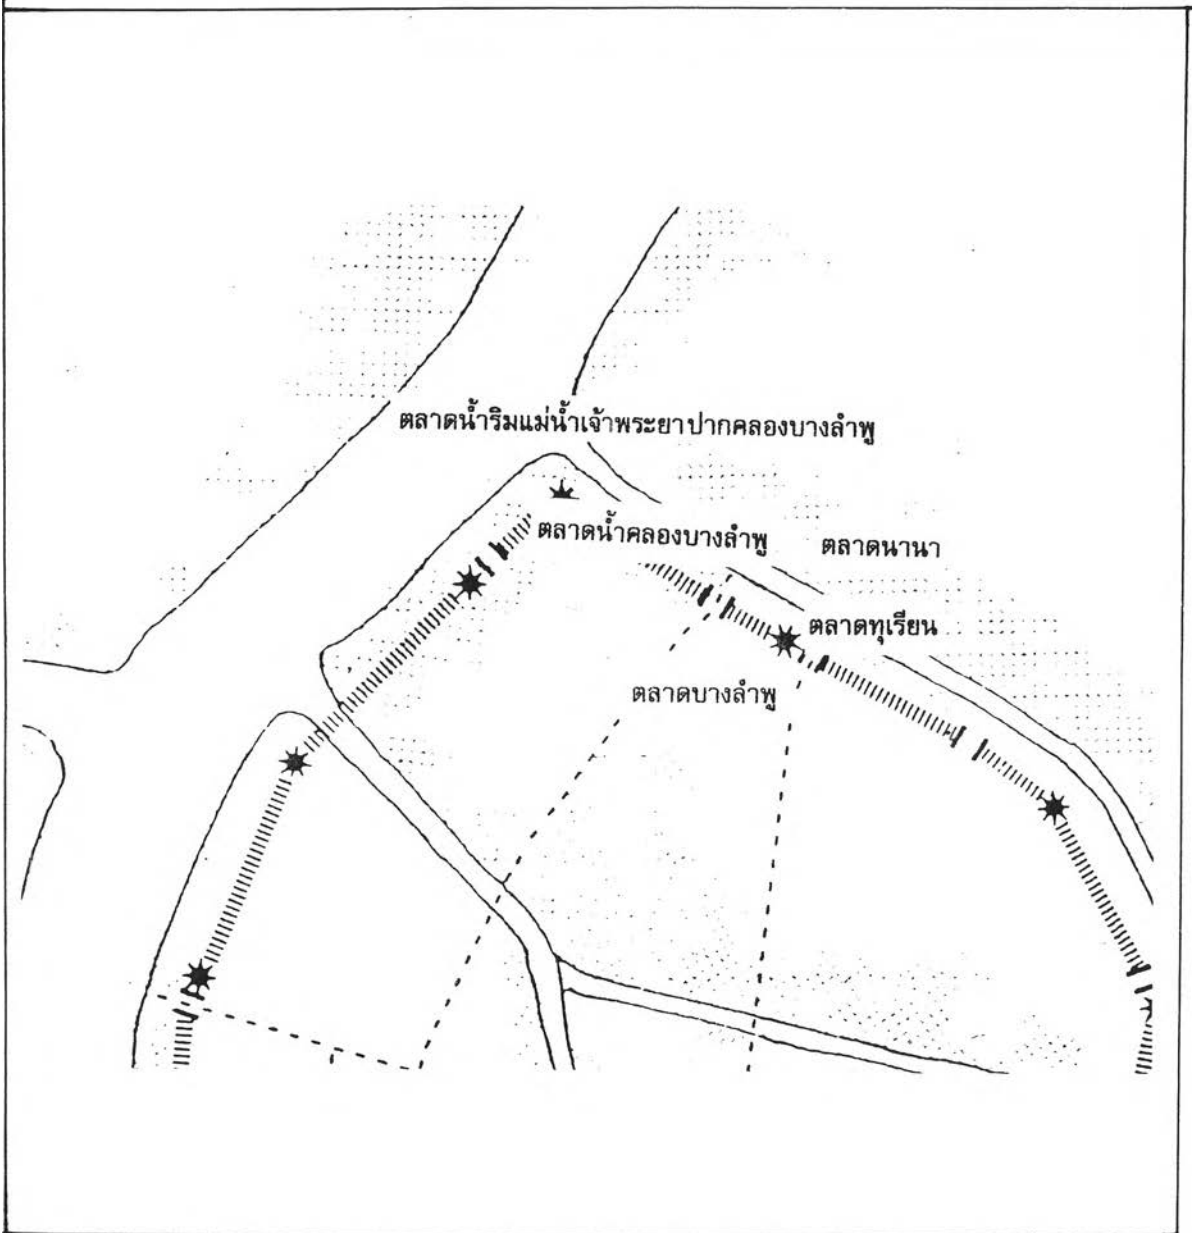 ตลาดน้ำริมแม่น้ำเจ้าพระยาปากคลองบางลำพู
ตลาดน้ำคลองบางลำพู
ตลาดนานา
ตลาดทุเรียน
ตลาดบางลำพู